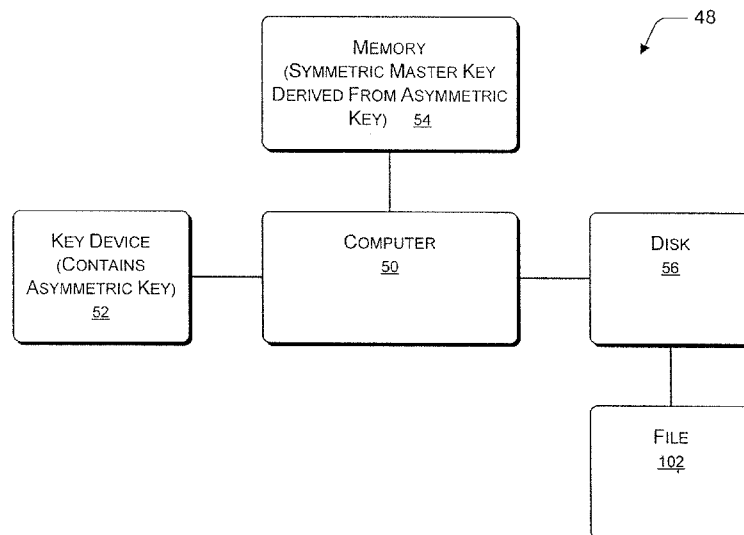 48
MEMORY
(SYMMETRIC MASTER KEY
DERIVED FROM ASYMMETRIC
KEY) 54
KEY DEVICE
(CONTAINS
ASYMMETRIC KEY)
52
COMPUTER
50
DISK
56
FILE
102